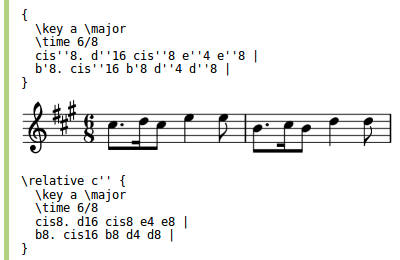 {
\key a \major
\time 6/8
cis''8. d''16 cis''8 e''4 e''8 |
b'8. cis''16 b'8 d''4 d''8 |
}
6
8
\relative c'' {
\key a \major
\time 6/8
cis8. d16 cis8 e4 e8 |
b8. cis16 b8 d4 d8 |
}